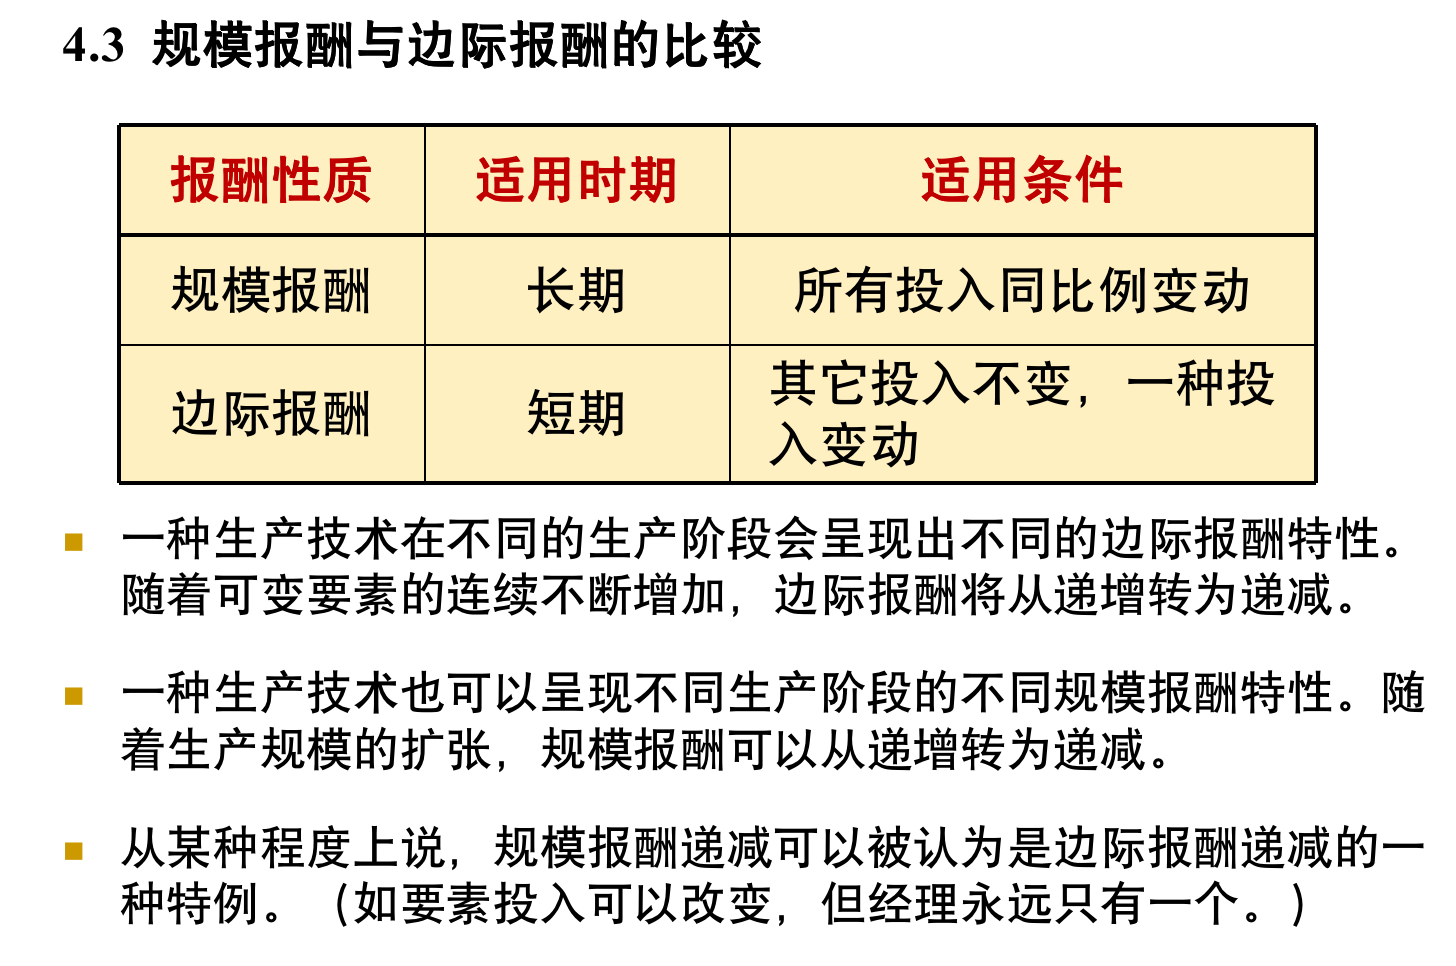 4.3 规模报酬与边际报酬的比较
报酬性质 适用时期 适用条件
规模报酬 长期 所有投入同比例变动
边际报酬 短期 其它投入不变，一种投
入变动
一种生产技术在不同的生产阶段会呈现出不同的边际报酬特性。
随着可变要素的连续不断增加，边际报酬将从递增转为递减。
一种生产技术也可以呈现不同生产阶段的不同规模报酬特性。随
着生产规模的扩张，规模报酬可以从递增转为递减。
从某种程度上说，规模报酬递减可以被认为是边际报酬递减的一
种特例。（如要素投入可以改变，但经理永远只有一个。）